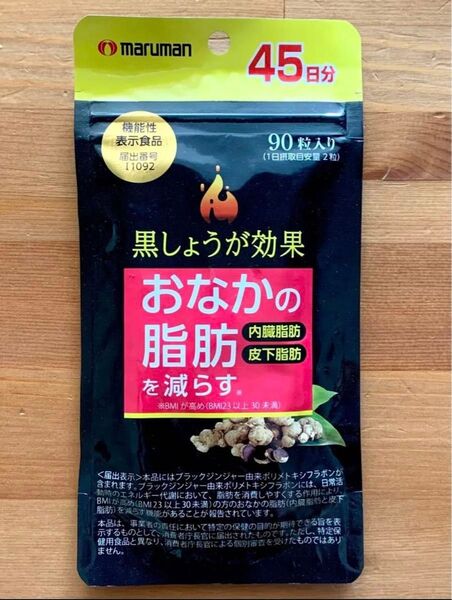 maruman
45日分
機能性
表示食品
届出番号
I1092
90粒入り
(1日摂取目安量 2粒)
黒しょうが効果
おなかの
脂肪
内臓脂肪
皮下脂肪
を減らす※
※BMIが高め(BMI23以上30未満)
<届出表示>本品にはブラックジンジャー由来ポリメトキシフラボンが
含まれます。ブラックジンジャー由来ポリメトキシフラボンには、日常活
動時のエネルギー代謝において、脂肪を消費しやすくする作用により、
BMIが高め(BMI23以上30未満)の方のおなかの脂肪(内臓脂肪と皮下
脂肪)を減らす機能があることが報告されています。
本品は、事業者の責任において特定の保健の目的が期待できる旨を表
示するものとして、消費者庁長官に届出されたものです。ただし、特定保
健用食品と異なり、消費者庁長官による個別審査を受けたものではあり
ません。